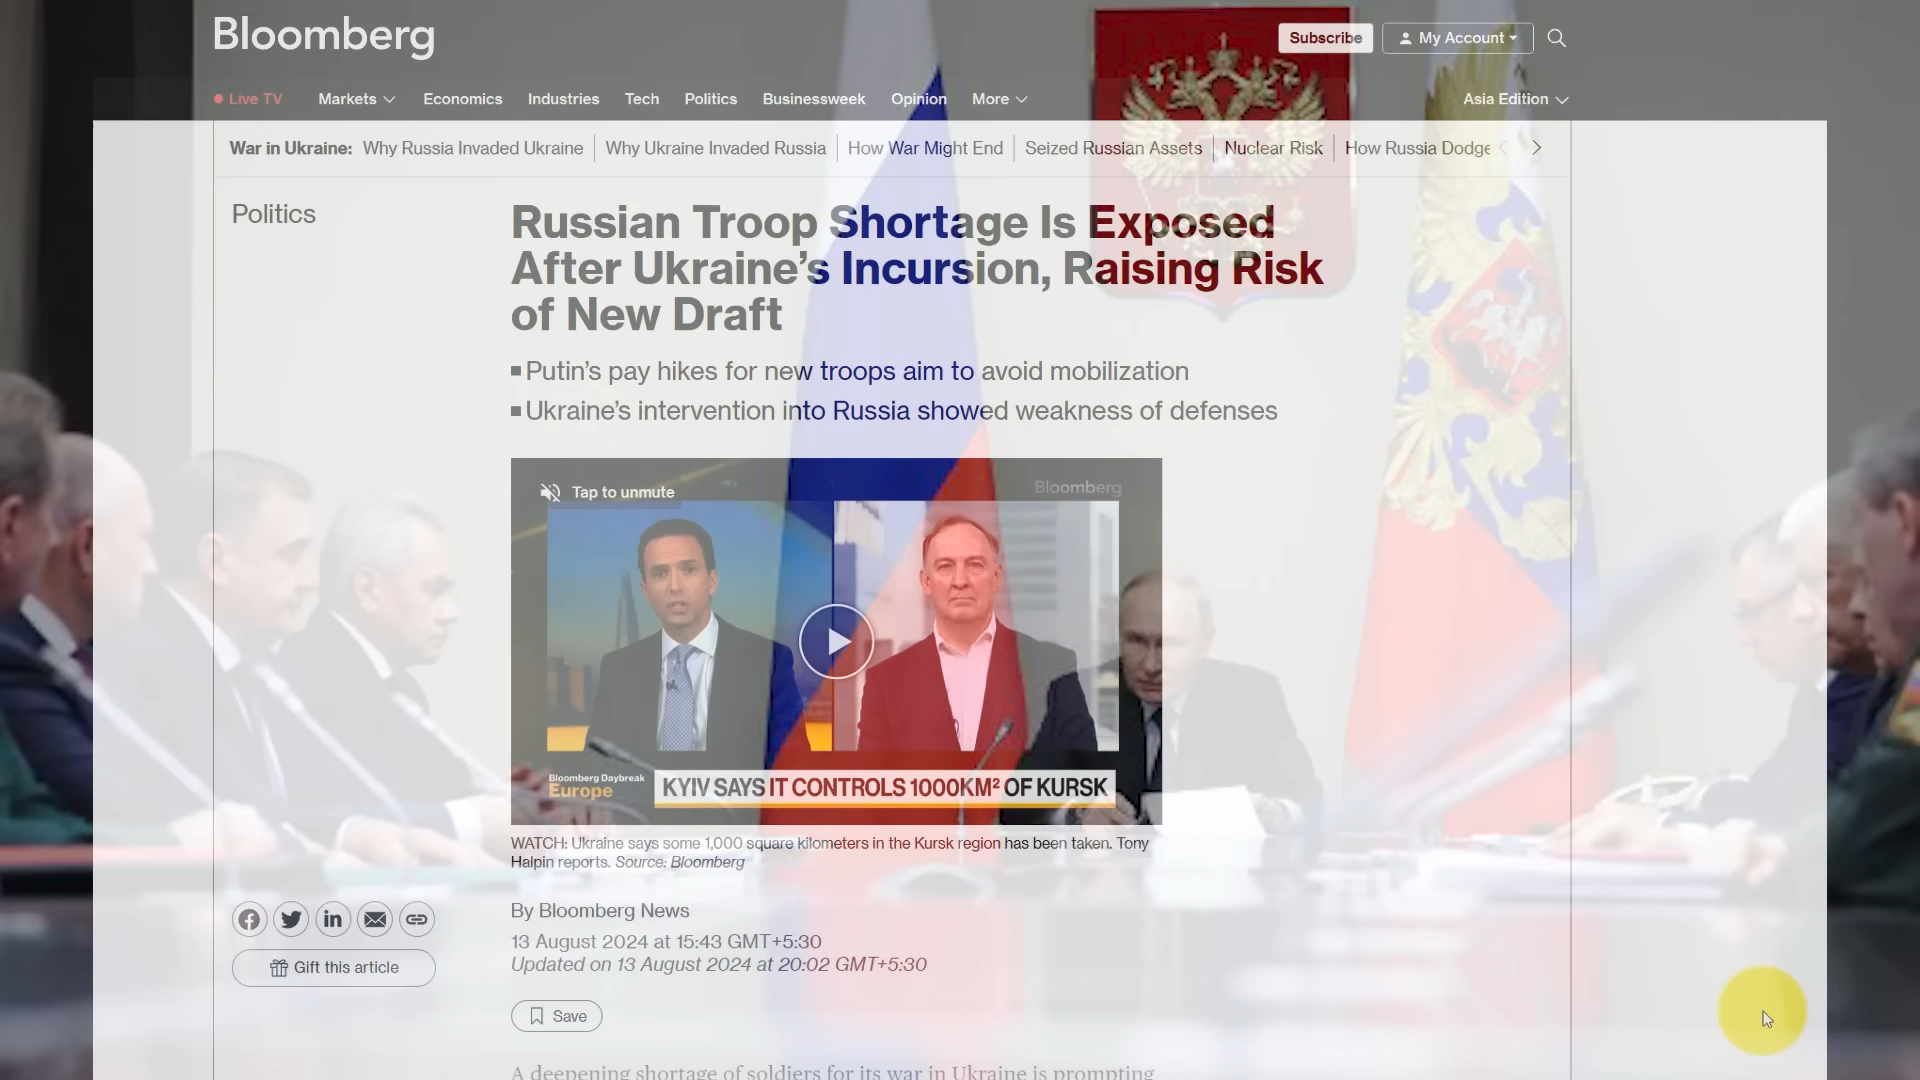 Bloomberg
Subscribe
My Account
Live TV
Markets
Economics
Industries
Tech
Politics
Businessweek
Opinion
More
Asia Edition
War in Ukraine: Why Russia Invaded Ukraine Why Ukraine Invaded Russia How War Might End Seized Russian Assets Nuclear Risk How Russia Dodge
Politics
Russian Troop Shortage Is Exposed
After Ukraine's Incursion, Raising Risk
of New Draft
Putin's pay hikes for new troops aim to avoid mobilization
Ukraine's intervention into Russia showed weakness of defenses
Tap to unmute
Bloomberg
Bloomberg Daybreak
Europe
KYIV SAYS IT CONTROLS 1000KM² OF KURSK
WATCH: Ukraine says some 1,000 square kilometers in the Kursk region has been taken. Tony
Halpin reports. Source: Bloomberg
By Bloomberg News
13 August 2024 at 15:43 GMT+5:30
Updated on 13 August 2024 at 20:02 GMT+5:30
Gift this article
Save
A deepening shortage of soldiers for its war in Ukraine is prompting